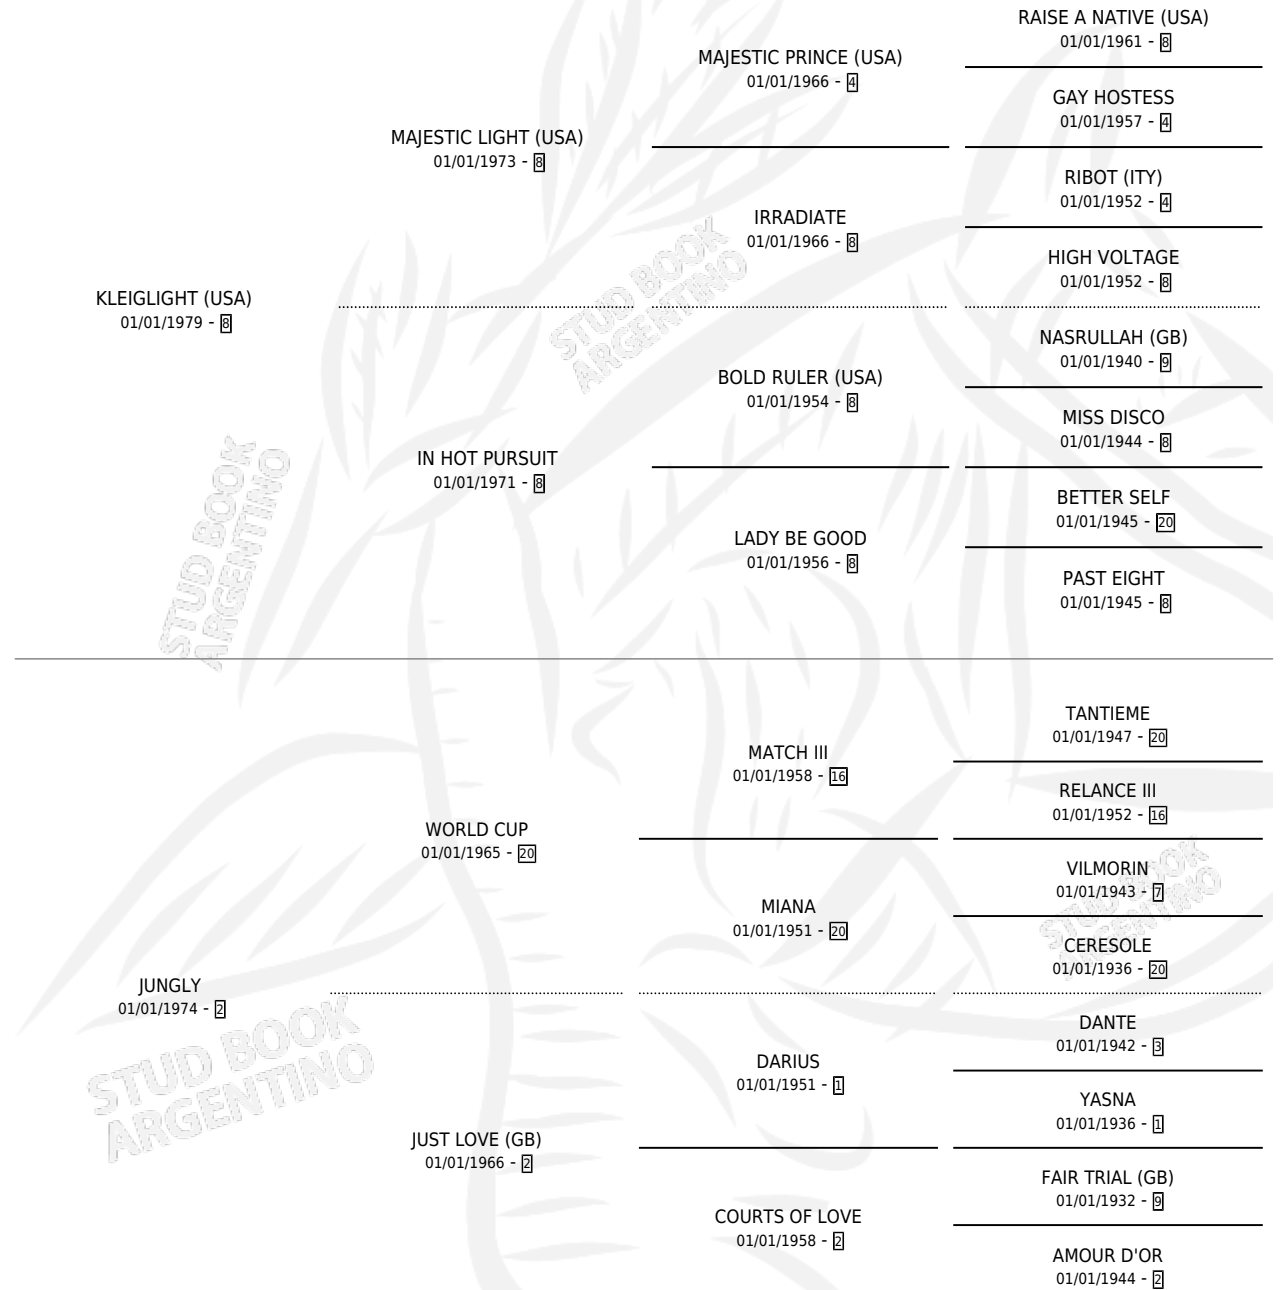 RAISE A NATIVE (USA)
01/01/1961 - 8
MAJESTIC PRINCE (USA)
01/01/1966 - 4
GAY HOSTESS
01/01/1957 - 4
MAJESTIC LIGHT (USA)
01/01/1973 - 8
RIBOT (ITY)
01/01/1952 - 4
IRRADIATE
01/01/1966 - 8
HIGH VOLTAGE
01/01/1952 - 8
KLEIGLIGHT (USA)
01/01/1979 - 8
NASRULLAH (GB)
01/01/1940 - 9
BOLD RULER (USA)
01/01/1954 - 8
MISS DISCO
01/01/1944 - 8
IN HOT PURSUIT
01/01/1971 - 8
BETTER SELF
01/01/1945 - 20
LADY BE GOOD
01/01/1956 - 8
PAST EIGHT
01/01/1945 - 8
TANTIEME
01/01/1947 - 20
MATCH III
01/01/1958 - 16
RELANCE III
01/01/1952 - 16
WORLD CUP
01/01/1965 - 20
VILMORIN
01/01/1943 - 7
MIANA
01/01/1951 - 20
CERESOLE
01/01/1936 - 20
JUNGLY
01/01/1974 - 2
DANTE
01/01/1942 - 3
DARIUS
01/01/1951 - 1
YASNA
01/01/1936 - 1
JUST LOVE (GB)
01/01/1966 - 2
FAIR TRIAL (GB)
01/01/1932 - 9
COURTS OF LOVE
01/01/1958 - 2
AMOUR D'OR
01/01/1944 - 2
STUD BOOK
ARGENTINO
STUD BOOK
ARGENTINO
STUD BOOK
ARGENTINO
STUD BOOK
ARGENTINO